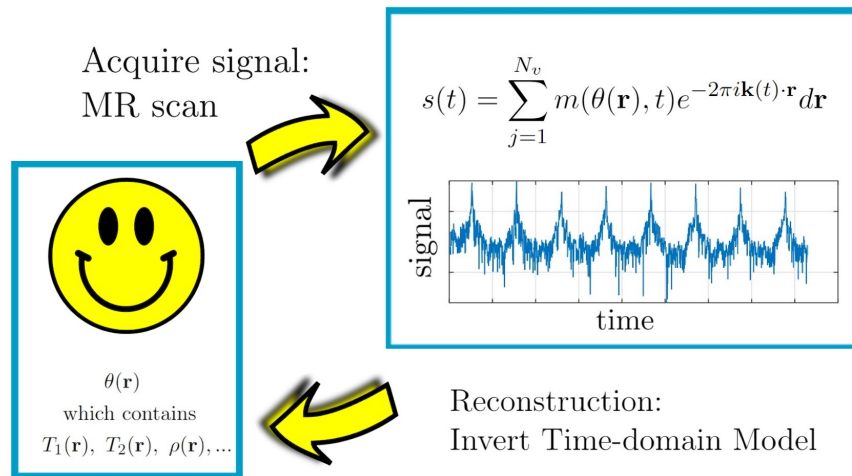 Acquire signal:
MR scan
s(t) = \sum_{j=1}^{N_v} m(θ(𝐫), t)e^{-2πi𝐤(t)·𝐫}d𝐫
signal
time
θ(𝐫)
which contains
T₁(𝐫), T₂(𝐫), ρ(𝐫), ...
Reconstruction:
Invert Time-domain Model